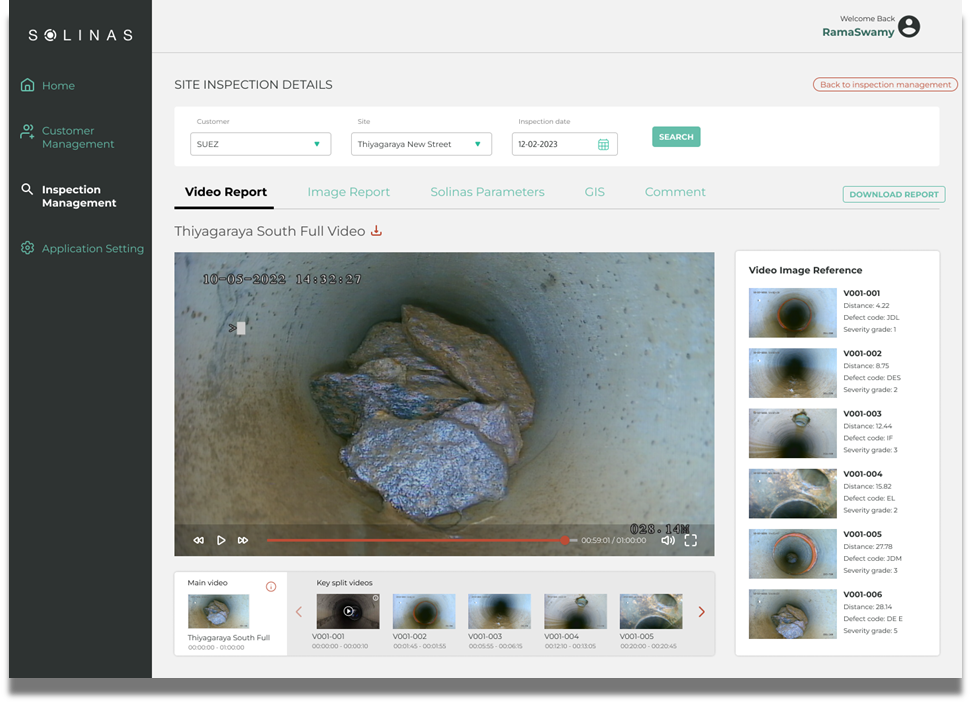 SOLINAS
Welcome Back
RamaSwamy
Home
Customer
Management
Inspection
Management
Application Setting
SITE INSPECTION DETAILS
Back to inspection management
Customer
Site
Inspection date
SUEZ
Thiyagaraya New Street
12-02-2023
SEARCH
Video Report
Image Report
Solinas Parameters
GIS
Comment
DOWNLOAD REPORT
Thiyagaraya South Full Video
10-05-2022 14:32:27
>
028.14M
00:59:01 / 01:00:00
Main video
Thiyagaraya South Full
00:00:00 - 01:00:00
Key split videos
V001-001
00:00:00 - 00:00:10
V001-002
00:01:45 - 00:01:55
V001-003
00:05:55 - 00:06:15
V001-004
00:12:10 - 00:13:05
V001-005
00:20:00 - 00:20:45
Video Image Reference
V001-001
Distance: 4.22
Defect code: JDL
Severity grade: 1
V001-002
Distance: 8.75
Defect code: DES
Severity grade: 2
V001-003
Distance: 12.44
Defect code: IF
Severity grade: 3
V001-004
Distance: 15.82
Defect code: EL
Severity grade: 2
V001-005
Distance: 27.78
Defect code: JDM
Severity grade: 3
V001-006
Distance: 28.14
Defect code: DE E
Severity grade: 5